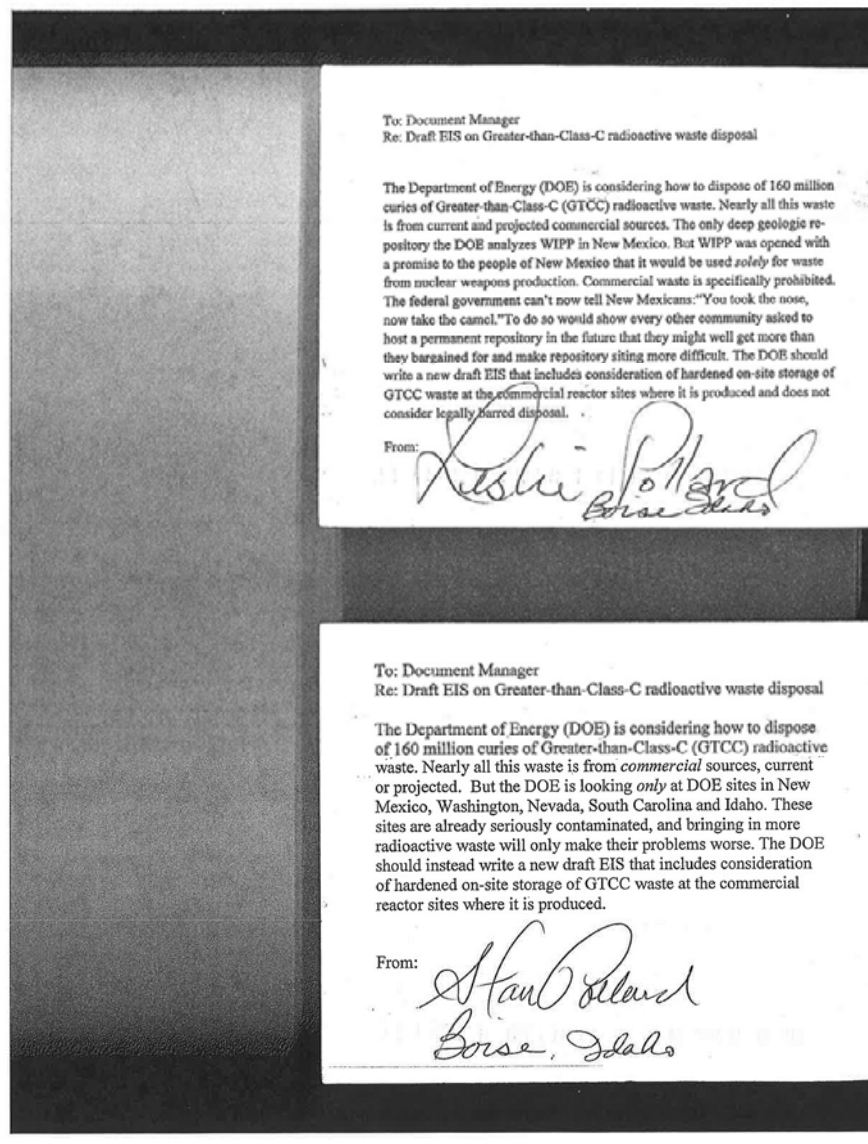 To: Document Manager
Re: Draft EIS on Greater-than-Class-C radioactive waste disposal
The Department of Energy (DOE) is considering how to dispose of 160 million
curies of Greater-than-Class-C (GTCC) radioactive waste. Nearly all this waste
is from current and projected commercial sources. The only deep geologic re-
pository the DOE analyzes WIPP in New Mexico. But WIPP was opened with
a promise to the people of New Mexico that it would be used solely for waste
from nuclear weapons production. Commercial waste is specifically prohibited.
The federal government can't now tell New Mexicans:"You took the nose,
now take the camel."To do so would show every other community asked to
host a permanent repository in the future that they might well get more than
they bargained for and make repository siting more difficult. The DOE should
write a new draft EIS that includes consideration of hardened on-site storage of
GTCC waste at the commercial reactor sites where it is produced and does not
consider legally barred disposal.
From: Leslie Pollard
Boise Idaho
To: Document Manager
Re: Draft EIS on Greater-than-Class-C radioactive waste disposal
The Department of Energy (DOE) is considering how to dispose
of 160 million curies of Greater-than-Class-C (GTCC) radioactive
waste. Nearly all this waste is from commercial sources, current
or projected. But the DOE is looking only at DOE sites in New
Mexico, Washington, Nevada, South Carolina and Idaho. These
sites are already seriously contaminated, and bringing in more
radioactive waste will only make their problems worse. The DOE
should instead write a new draft EIS that includes consideration
of hardened on-site storage of GTCC waste at the commercial
reactor sites where it is produced.
From: Stan Pollard
Boise, Idaho